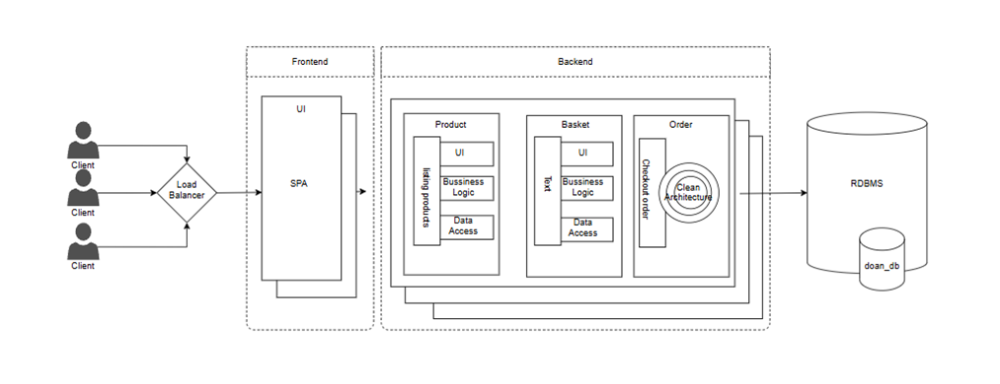 Frontend
Backend
UI
SPA
Client
Client
Client
Load
Balancer
Product
listing products
UI
Bussiness
Logic
Data
Access
Basket
Text
UI
Bussiness
Logic
Data
Access
Order
Checkout order
Clean
Architecture
RDBMS
doan_db